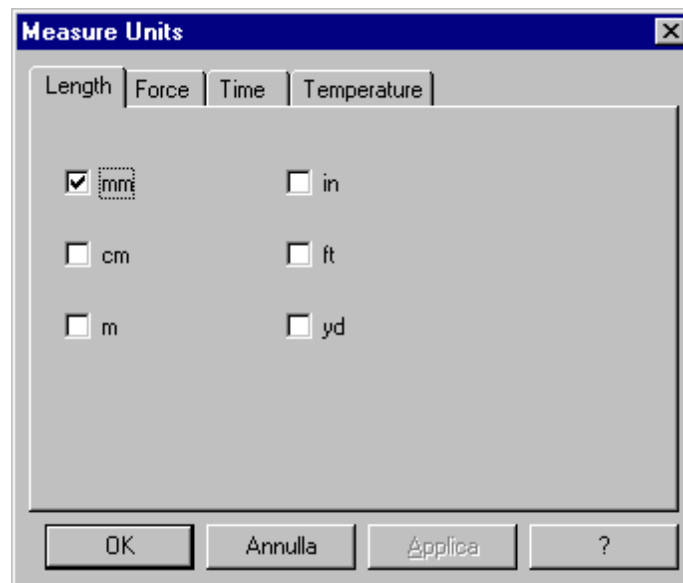 Measure Units
Length Force Time Temperature
mm in
cm ft
m yd
OK Annulla Applica ?